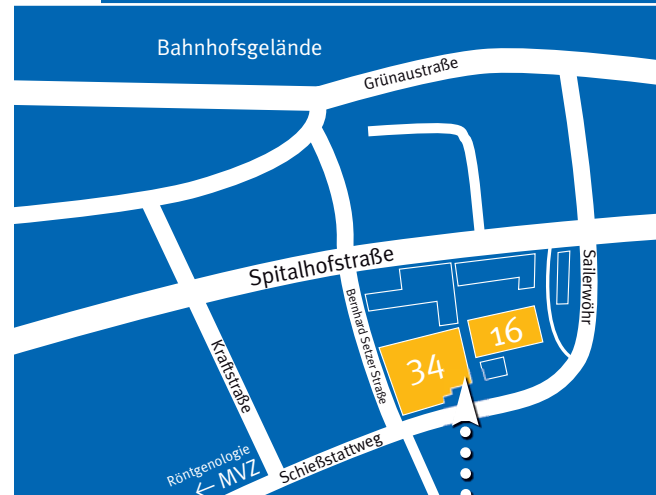 Bahnhofsgelände
Grünaustraße
Spitalhofstraße
Sailerwöhr
Bernhard Setzer Straße
Kraftstraße
34
16
Schießstattweg
Röntgenologie
← MVZ